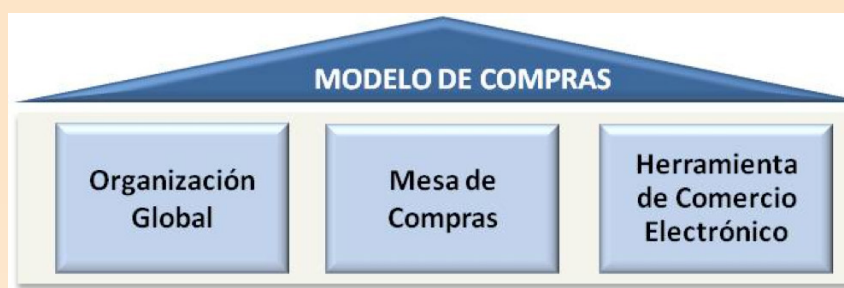 MODELO DE COMPRAS
Organización
Global
Mesa de
Compras
Herramienta
de Comercio
Electrónico